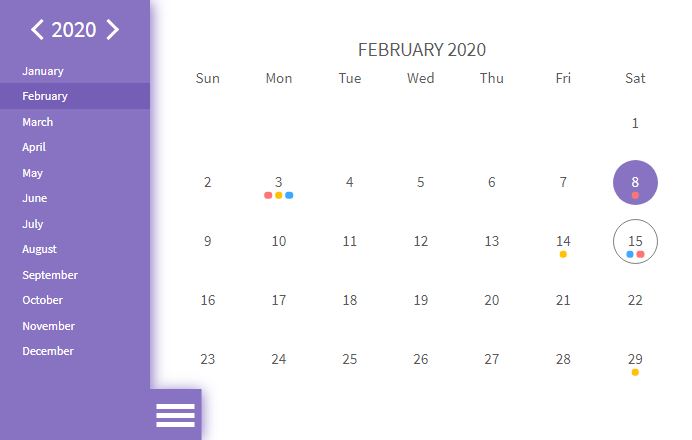 2020
January
February
March
April
May
June
July
August
September
October
November
December
FEBRUARY 2020
Sun Mon Tue Wed Thu Fri Sat
1
2 3 4 5 6 7 8
9 10 11 12 13 14 15
16 17 18 19 20 21 22
23 24 25 26 27 28 29